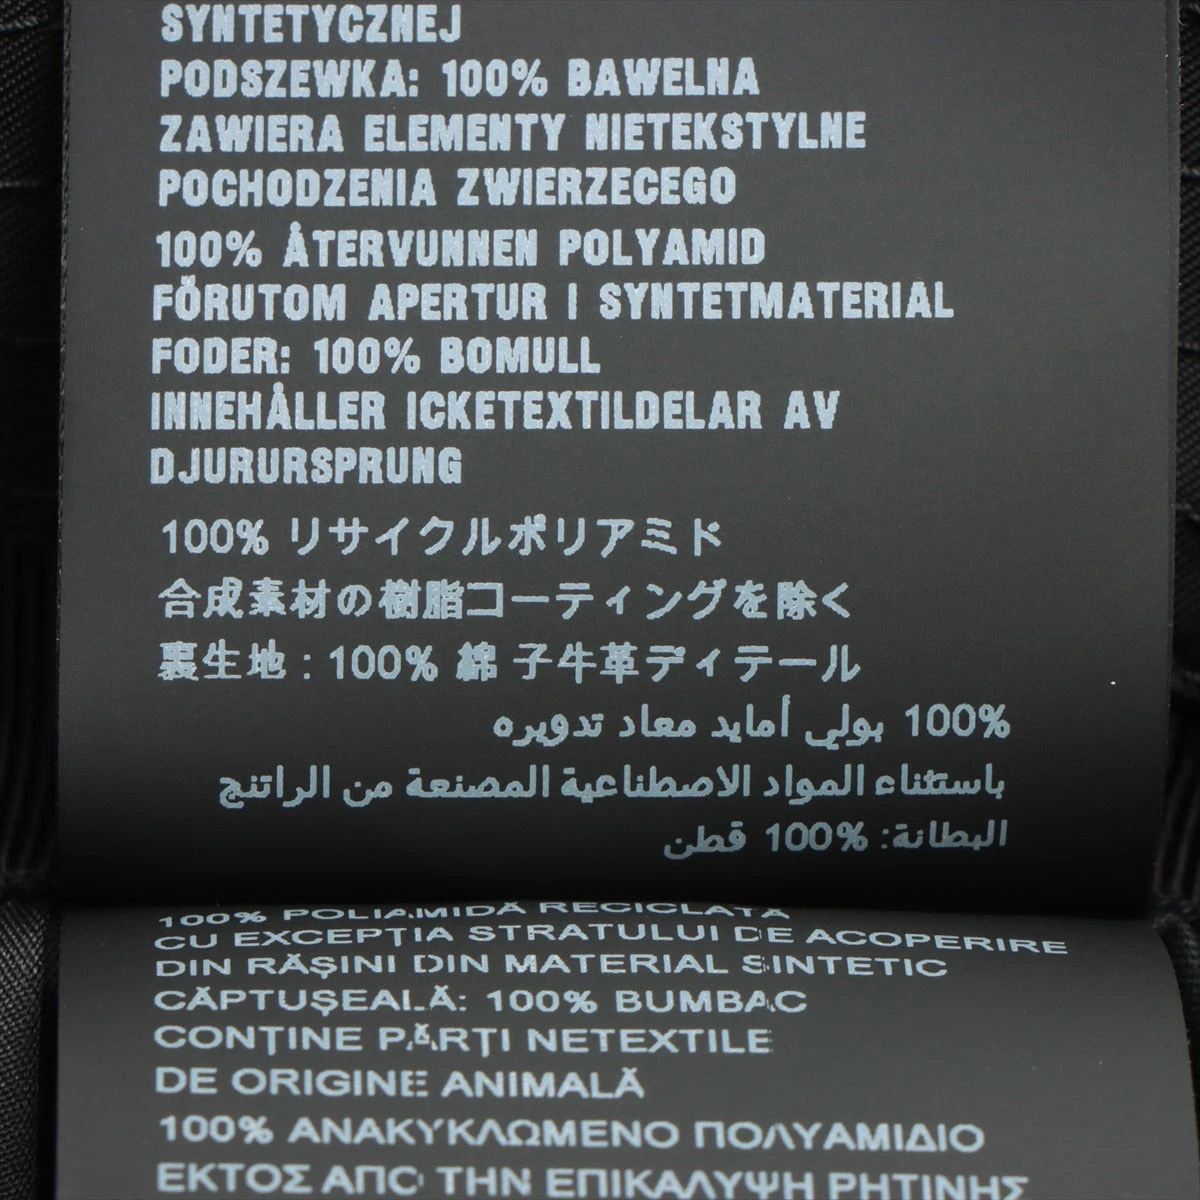 SYNTETYCZNEJ
PODSZEWKA: 100% BAWELNA
ZAWIERA ELEMENTY NIETEKSTYLNE
POCHODZENIA ZWIERZECEGO
100% ÅTERVUNNEN POLYAMID
FÖRUTOM APERTUR I SYNTETMATERIAL
FODER: 100% BOMULL
INNEHÅLLER ICKETEXTILDELAR AV
DJURURSPRUNG
100% リサイクルポリアミド
合成素材の樹脂コーティングを除く
裏生地 : 100% 綿 子牛革ディテール
100% بولي أمايد معاد تدويره
باستثناء المواد الاصطناعية المصنعة من الراتنج
البطانة: 100% قطن
100% POLIAMIDĂ RECICLATĂ
CU EXCEPȚIA STRATULUI DE ACOPERIRE
DIN RĂȘINI DIN MATERIAL SINTETIC
CĂPTUȘEALĂ: 100% BUMBAC
CONȚINE PĂRȚI NETEXTILE
DE ORIGINE ANIMALĂ
100% ΑΝΑΚΥΚΛΩΜΕΝΟ ΠΟΛΥΑΜΙΔΙΟ
ΕΚΤΟΣ ΑΠΟ ΤΗΝ ΕΠΙΚΑΛΥΨΗ ΡΗΤΙΝΗΣ